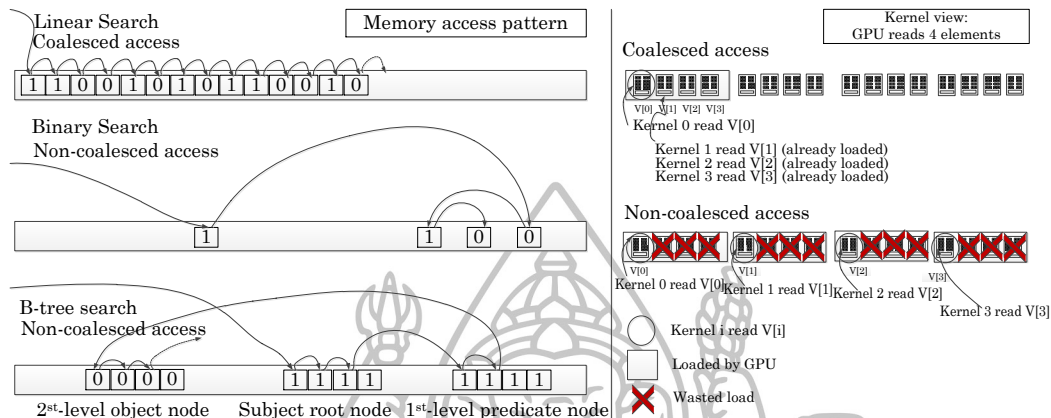 Linear Search
Coalesced access
Memory access pattern
1 1 0 0 1 0 1 0 1 1 0 0 1 0
Binary Search
Non-coalesced access
1 1 0 0
B-tree search
Non-coalesced access
0 0 0 0 1 1 1 1 1 1 1 1
2st-level object node Subject root node 1st-level predicate node
Kernel view:
GPU reads 4 elements
Coalesced access
V[0] V[1] V[2] V[3]
Kernel 0 read V[0]
Kernel 1 read V[1] (already loaded)
Kernel 2 read V[2] (already loaded)
Kernel 3 read V[3] (already loaded)
Non-coalesced access
V[0] V[1] V[2] V[3]
Kernel 0 read V[0] Kernel 1 read V[1] Kernel 2 read V[2]
Kernel 3 read V[3]
Kernel i read V[i]
Loaded by GPU
Wasted load